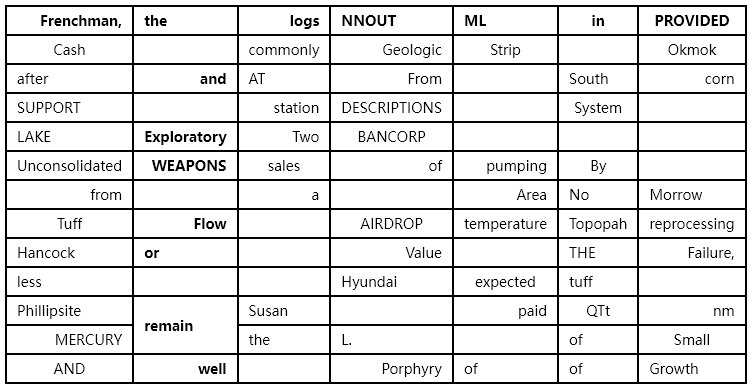 Frenchman, the logs NNOUT ML in PROVIDED
Cash commonly Geologic Strip Okmok
after and AT From South corn
SUPPORT station DESCRIPTIONS System
LAKE Exploratory Two BANCORP
Unconsolidated WEAPONS sales of pumping By
from a Area No Morrow
Tuff Flow AIRDROP temperature Topopah reprocessing
Hancock or Value THE Failure,
less Hyundai expected tuff
Phillipsite remain Susan paid QTt nm
MERCURY the L. of Small
AND well Porphyry of of Growth